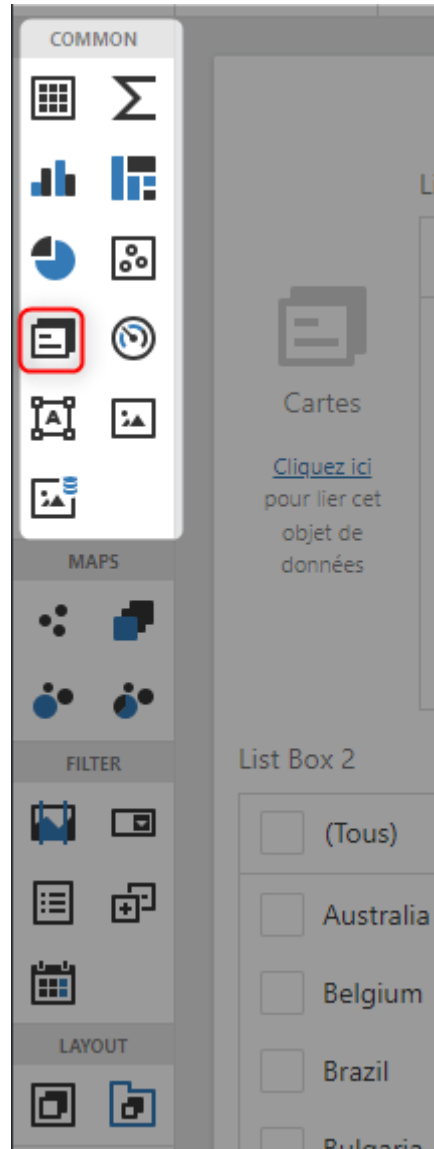 COMMON
Cartes
Cliquez ici
pour lier cet
objet de
données
MAPS
FILTER
List Box 2
(Tous)
Australia
Belgium
Brazil
LAYOUT